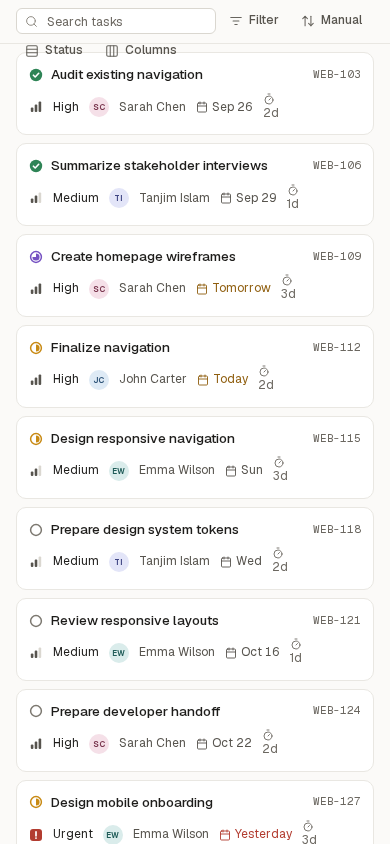 Search tasks Filter Manual
Status Columns
Audit existing navigation WEB-103
High SC Sarah Chen Sep 26 2d
Summarize stakeholder interviews WEB-106
Medium TI Tanjim Islam Sep 29 1d
Create homepage wireframes WEB-109
High SC Sarah Chen Tomorrow 3d
Finalize navigation WEB-112
High JC John Carter Today 2d
Design responsive navigation WEB-115
Medium EW Emma Wilson Sun 3d
Prepare design system tokens WEB-118
Medium TI Tanjim Islam Wed 2d
Review responsive layouts WEB-121
Medium EW Emma Wilson Oct 16 1d
Prepare developer handoff WEB-124
High SC Sarah Chen Oct 22 2d
Design mobile onboarding WEB-127
Urgent EW Emma Wilson Yesterday 3d